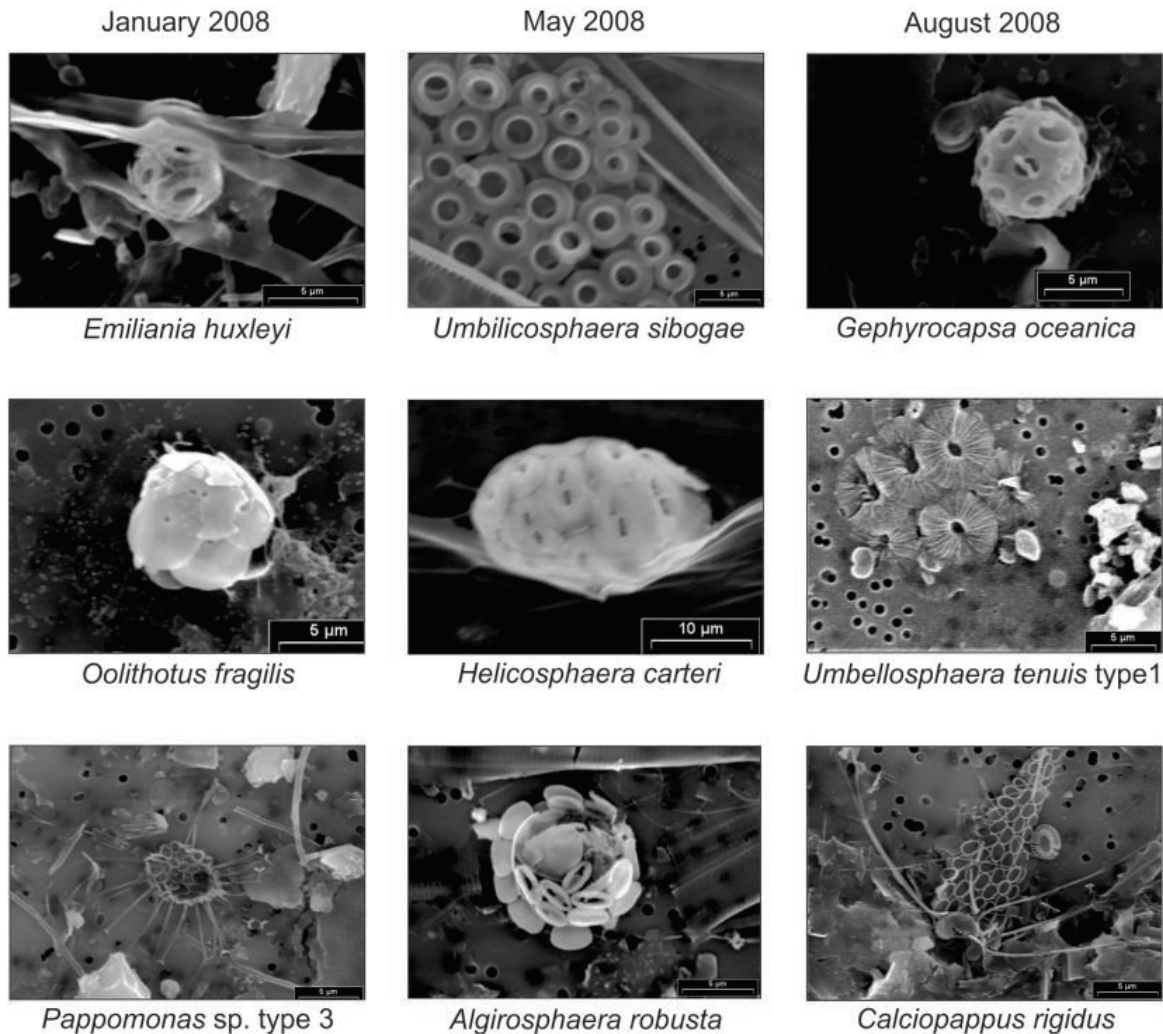 January 2008 May 2008 August 2008
5 µm 5 µm 5 µm
Emiliania huxleyi Umbilicosphaera sibogae Gephyrocapsa oceanica
5 µm 10 µm 5 µm
Oolithotus fragilis Helicosphaera carteri Umbellosphaera tenuis type1
5 µm 5 µm 5 µm
Pappomonas sp. type 3 Algirosphaera robusta Calciopappus rigidus